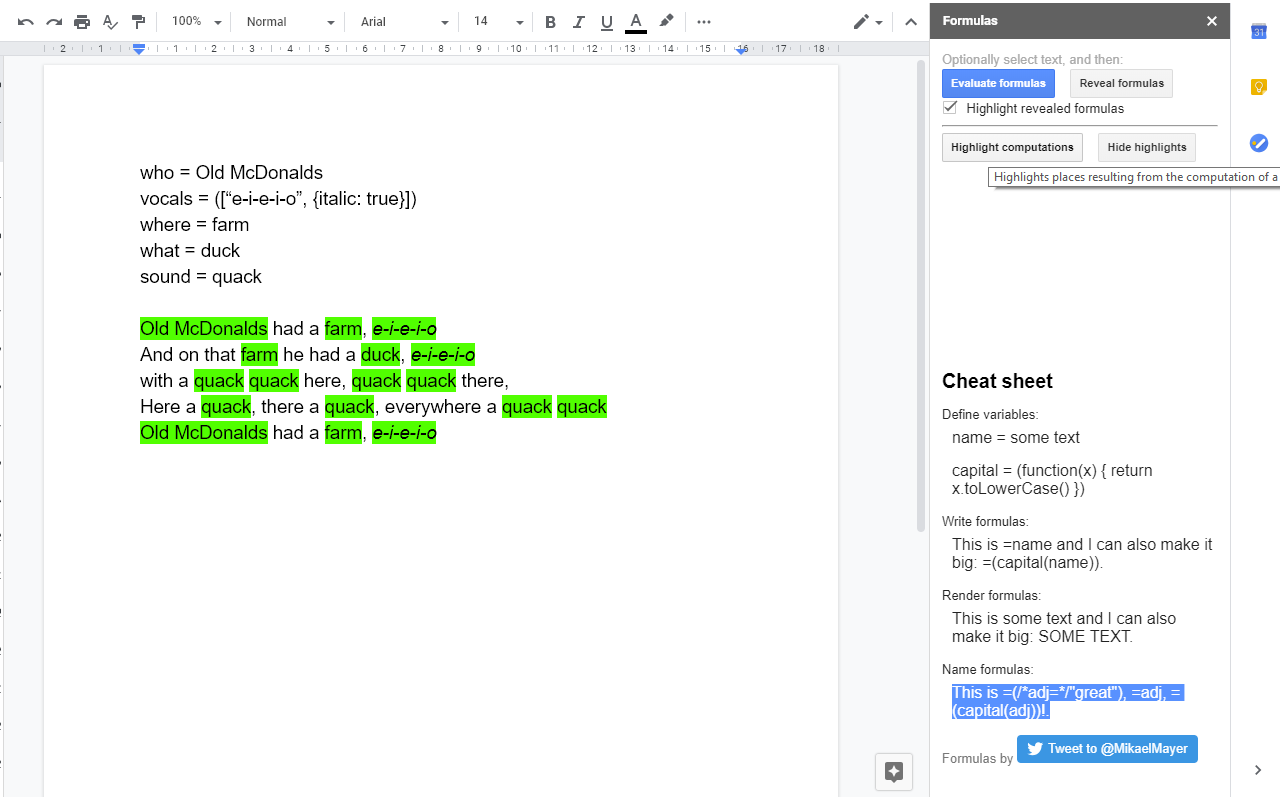 100% Normal Arial 14 B I U A
2 1 1 2 3 4 5 6 7 8 9 10 11 12 13 14 15 16 17 18
who = Old McDonalds
vocals = ([“e-i-e-i-o”, {italic: true}])
where = farm
what = duck
sound = quack
Old McDonalds had a farm, e-i-e-i-o
And on that farm he had a duck, e-i-e-i-o
with a quack quack here, quack quack there,
Here a quack, there a quack, everywhere a quack quack
Old McDonalds had a farm, e-i-e-i-o
Formulas
Optionally select text, and then:
Evaluate formulas Reveal formulas
Highlight revealed formulas
Highlight computations Hide highlights
Highlights places resulting from the computation of a
Cheat sheet
Define variables:
name = some text
capital = (function(x) { return
x.toLowerCase() })
Write formulas:
This is =name and I can also make it
big: =(capital(name)).
Render formulas:
This is some text and I can also
make it big: SOME TEXT.
Name formulas:
This is =(/*adj=*/"great"), =adj, =
(capital(adj))!.
Formulas by Tweet to @MikaelMayer
31